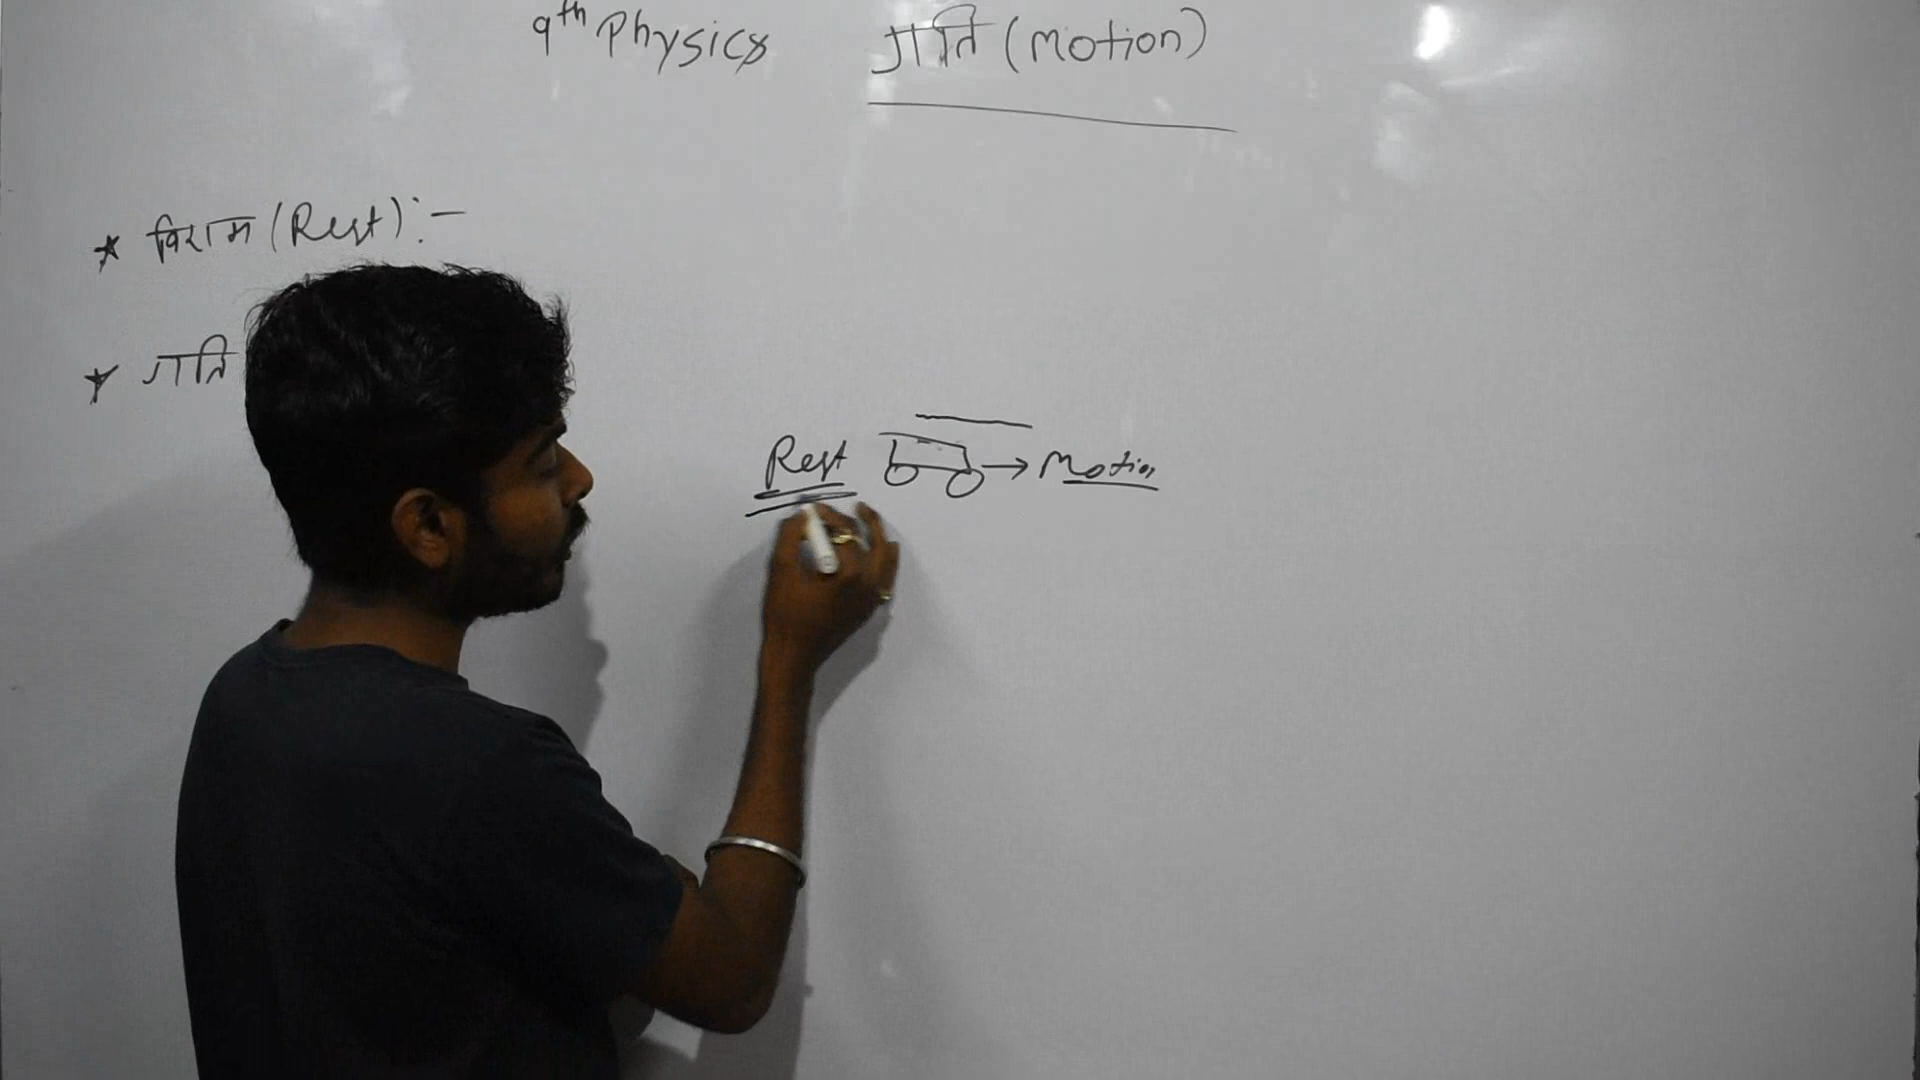 9th Physics गति (Motion)
★ विराम (Rest) :-
★ गति
Rest → Motion